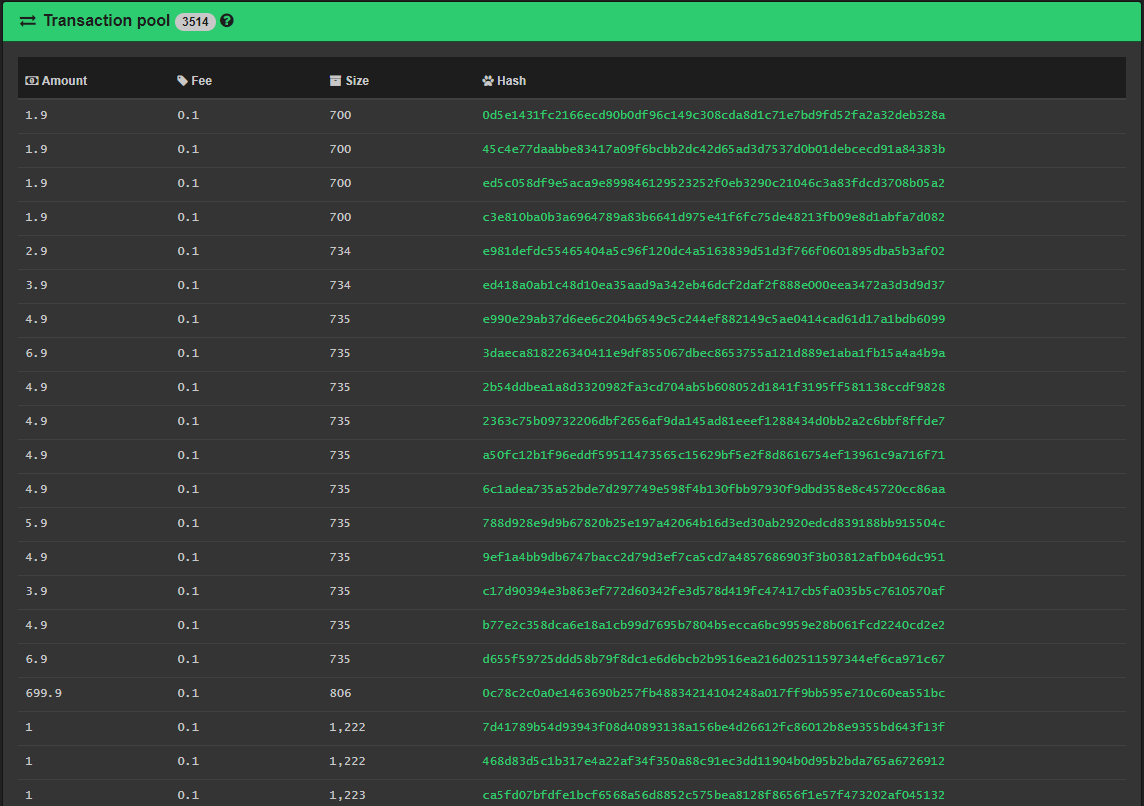 Transaction pool 3514
Amount Fee Size Hash
1.9 0.1 700 0d5e1431fc2166ecd90b0df96c149c308cda8d1c71e7bd9fd52fa2a32deb328a
1.9 0.1 700 45c4e77daabbe83417a09f6bcbb2dc42d65ad3d7537d0b01debcecd91a84383b
1.9 0.1 700 ed5c058df9e5aca9e899846129523252f0eb3290c21046c3a83fdcd3708b05a2
1.9 0.1 700 c3e810ba0b3a6964789a83b6641d975e41f6fc75de48213fb09e8d1abfa7d082
2.9 0.1 734 e981defdc55465404a5c96f120dc4a5163839d51d3f766f0601895dba5b3af02
3.9 0.1 734 ed418a0ab1c48d10ea35aad9a342eb46dcf2daf2f888e000eea3472a3d3d9d37
4.9 0.1 735 e990e29ab37d6ee6c204b6549c5c244ef882149c5ae0414cad61d17a1bdb6099
6.9 0.1 735 3daeca818226340411e9df855067dbec8653755a121d889e1aba1fb15a4a4b9a
4.9 0.1 735 2b54ddbea1a8d3320982fa3cd704ab5b608052d1841f3195ff581138ccdf9828
4.9 0.1 735 2363c75b09732206dbf2656af9da145ad81eeef1288434d0bb2a2c6bbf8ffde7
4.9 0.1 735 a50fc12b1f96eddf59511473565c15629bf5e2f8d8616754ef13961c9a716f71
4.9 0.1 735 6c1adea735a52bde7d297749e598f4b130fbb97930f9dbd358e8c45720cc86aa
5.9 0.1 735 788d928e9d9b67820b25e197a42064b16d3ed30ab2920edcd839188bb915504c
4.9 0.1 735 9ef1a4bb9db6747bacc2d79d3ef7ca5cd7a4857686903f3b03812afb046dc951
3.9 0.1 735 c17d90394e3b863ef772d60342fe3d578d419fc47417cb5fa035b5c7610570af
4.9 0.1 735 b77e2c358dca6e18a1cb99d7695b7804b5ecca6bc9959e28b061fcd2240cd2e2
6.9 0.1 735 d655f59725ddd58b79f8dc1e6d6bcb2b9516ea216d02511597344ef6ca971c67
699.9 0.1 806 0c78c2c0a0e1463690b257fb48834214104248a017ff9bb595e710c60ea551bc
1 0.1 1,222 7d41789b54d93943f08d40893138a156be4d26612fc86012b8e9355bd643f13f
1 0.1 1,222 468d83d5c1b317e4a22af34f350a88c91ec3dd11904b0d95b2bda765a6726912
1 0.1 1,223 ca5fd07bfdfe1bcf6568a56d8852c575bea8128f8656f1e57f473202af045132